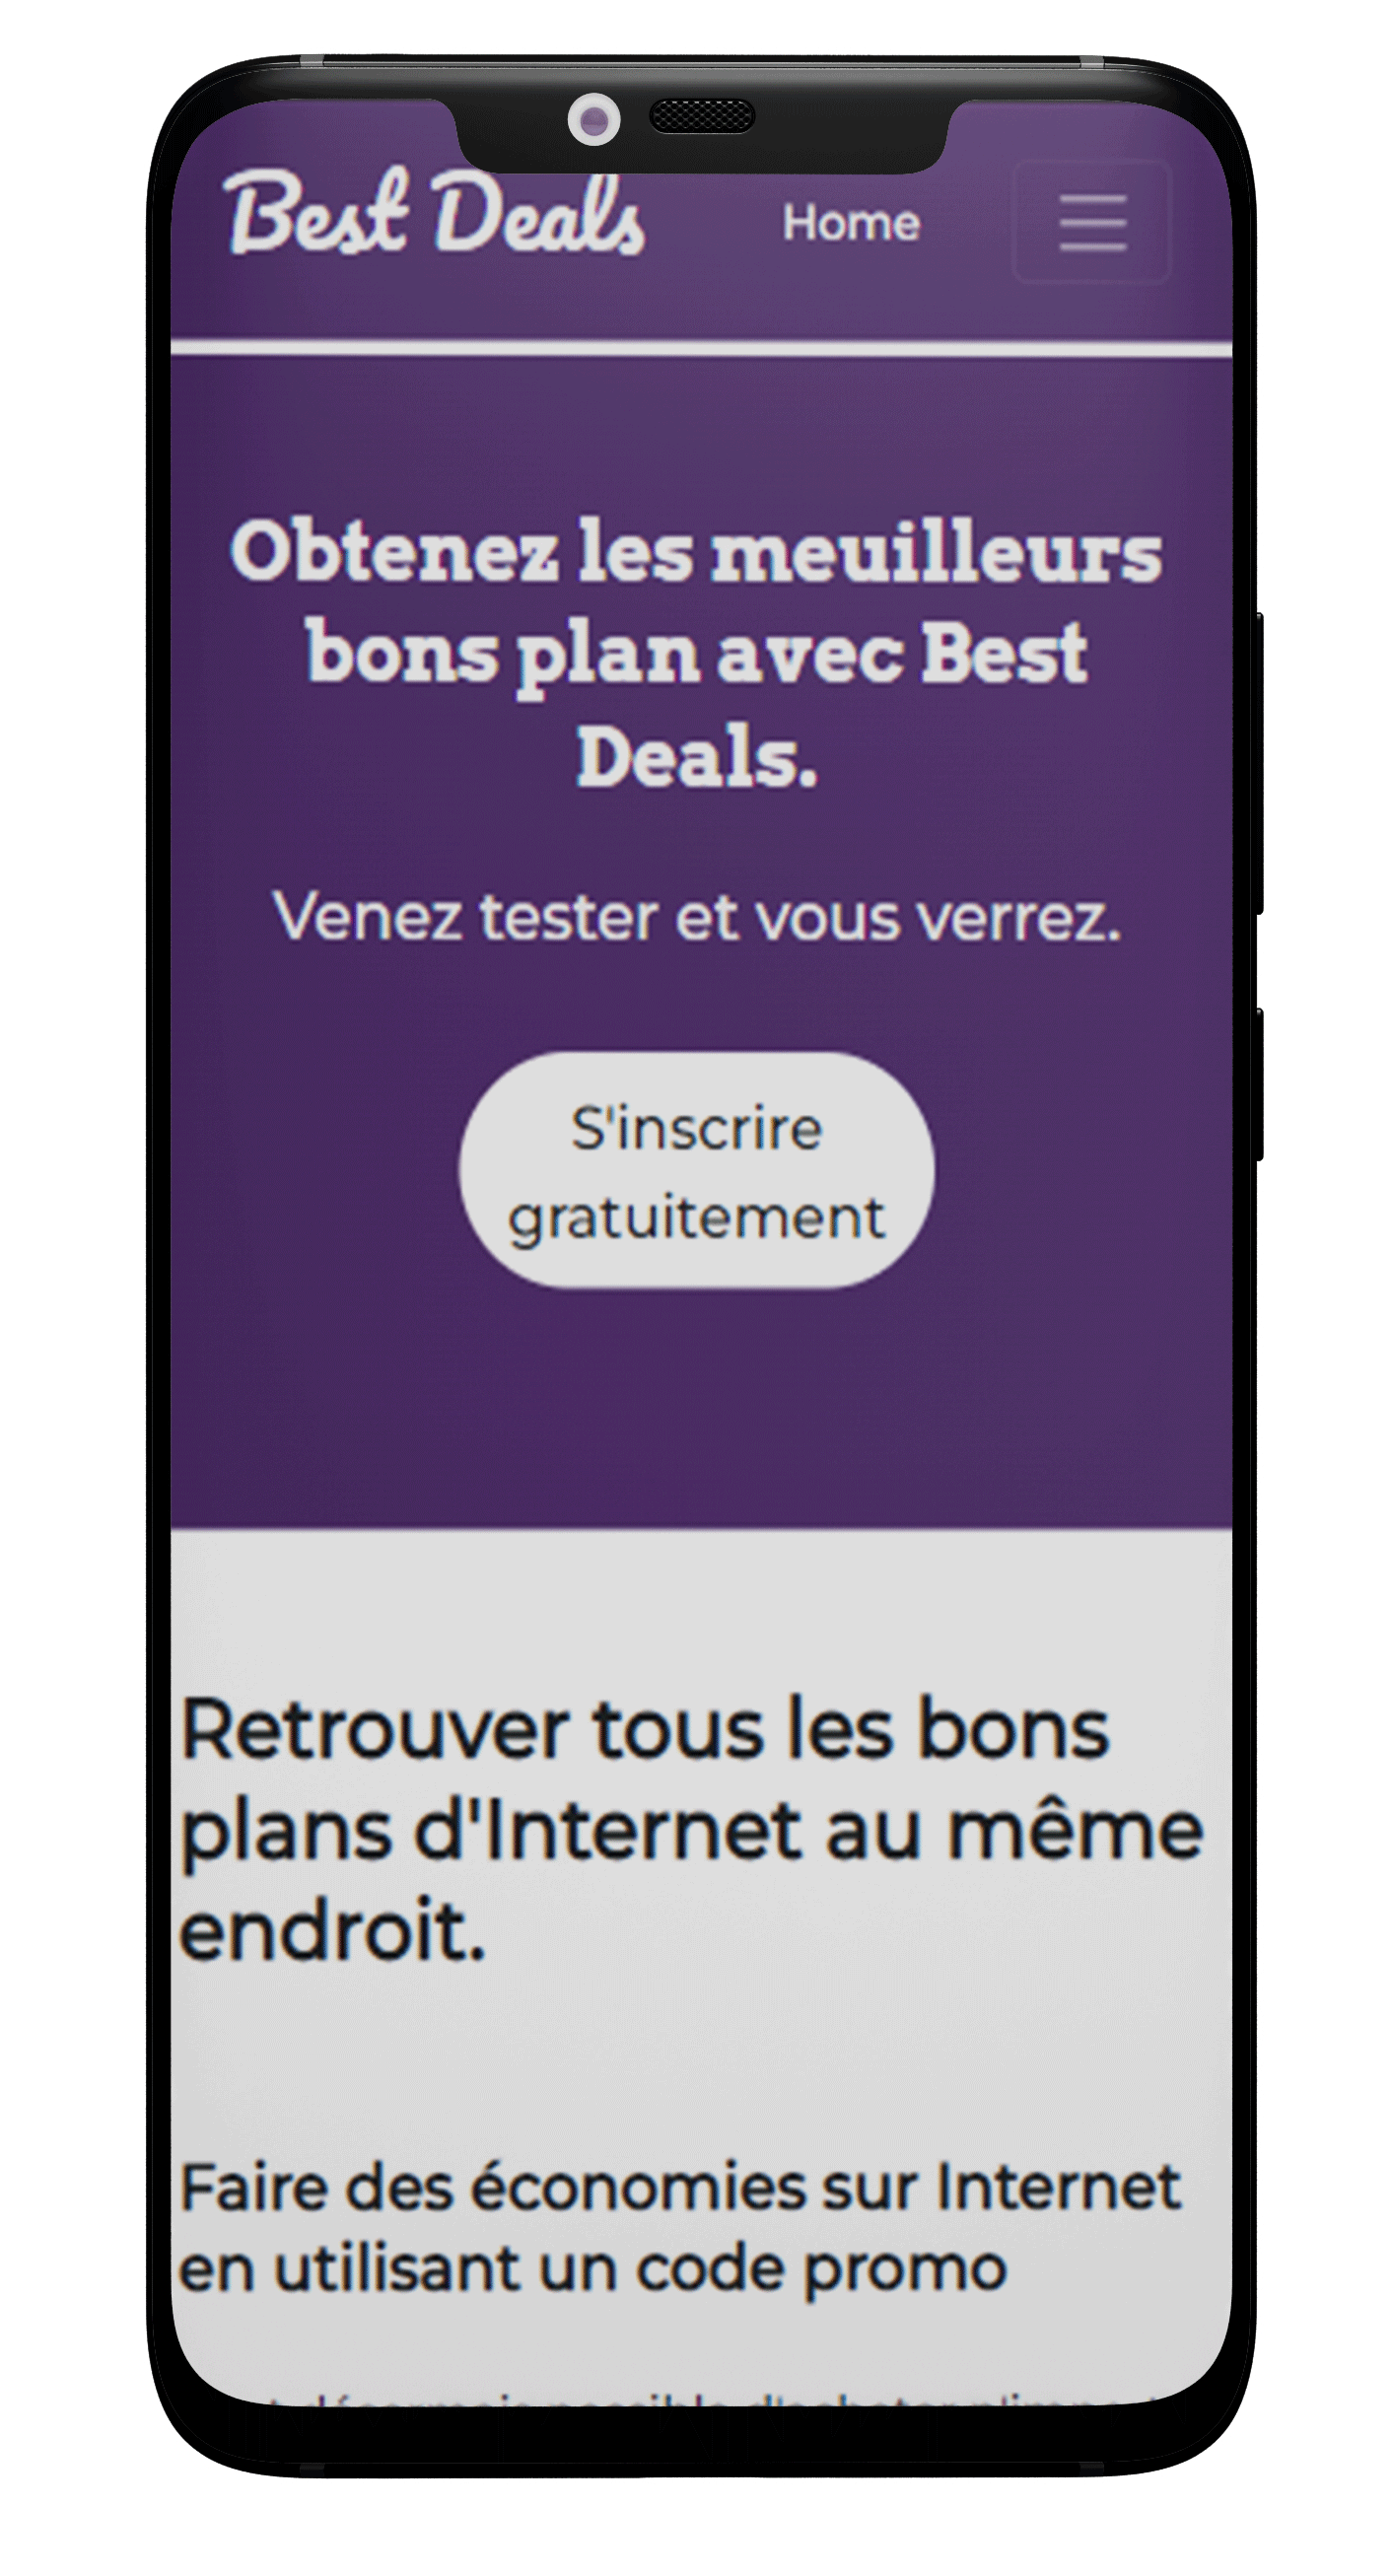 Best Deals Home
Obtenez les meuilleurs
bons plan avec Best
Deals.
Venez tester et vous verrez.
S'inscrire
gratuitement
Retrouver tous les bons
plans d'Internet au même
endroit.
Faire des économies sur Internet
en utilisant un code promo